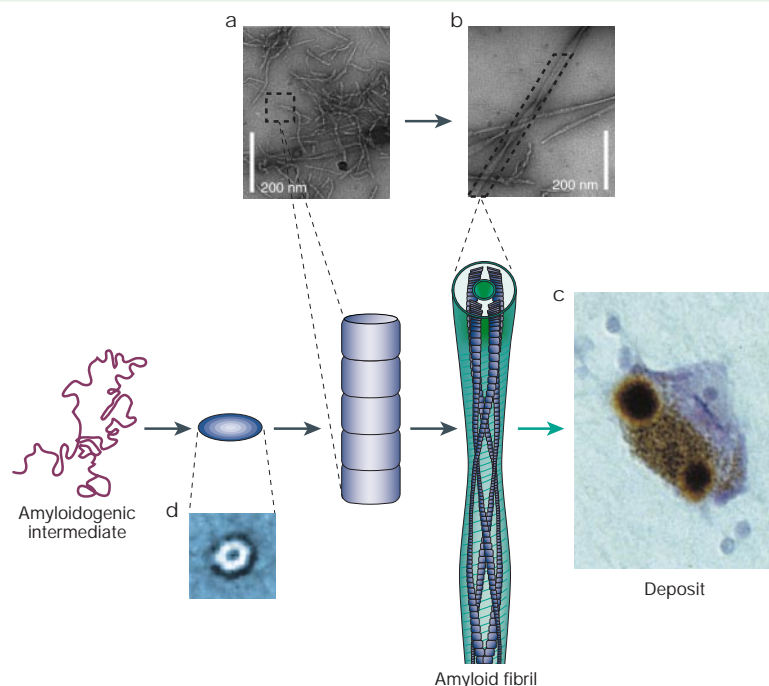 a
b
200 nm
200 nm
c
Amyloidogenic
intermediate
d
Deposit
Amyloid fibril